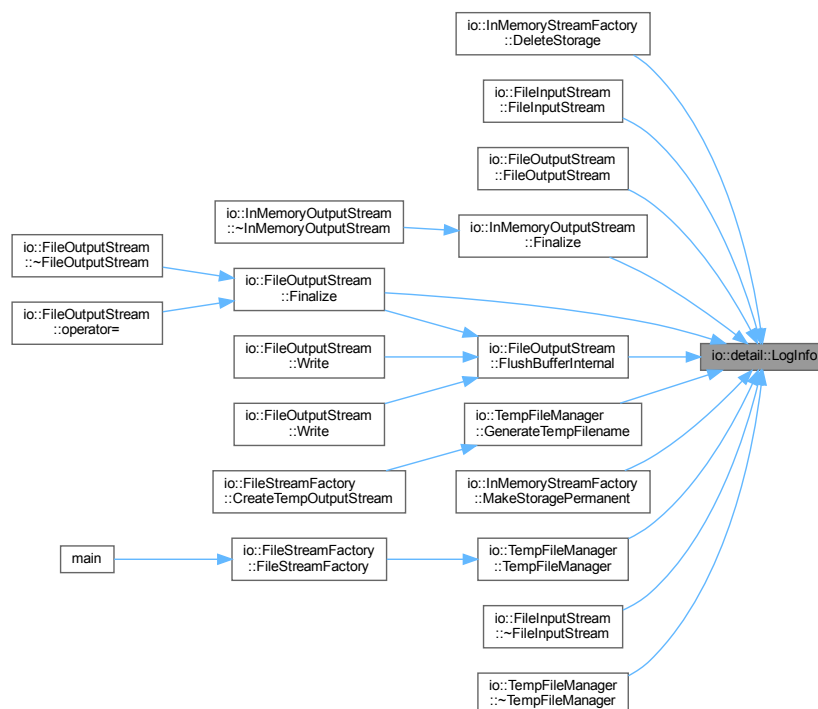 io::InMemoryStreamFactory
::DeleteStorage
io::FileInputStream
::FileInputStream
io::FileOutputStream
::FileOutputStream
io::InMemoryOutputStream
::~InMemoryOutputStream
io::InMemoryOutputStream
::Finalize
io::FileOutputStream
::~FileOutputStream
io::FileOutputStream
::Finalize
io::FileOutputStream
::operator=
io::FileOutputStream
::Write
io::FileOutputStream
::FlushBufferInternal
io::detail::LogInfo
io::FileOutputStream
::Write
io::TempFileManager
::GenerateTempFilename
io::FileStreamFactory
::CreateTempOutputStream
io::InMemoryStreamFactory
::MakeStoragePermanent
main
io::FileStreamFactory
::FileStreamFactory
io::TempFileManager
::TempFileManager
io::FileInputStream
::~FileInputStream
io::TempFileManager
::~TempFileManager